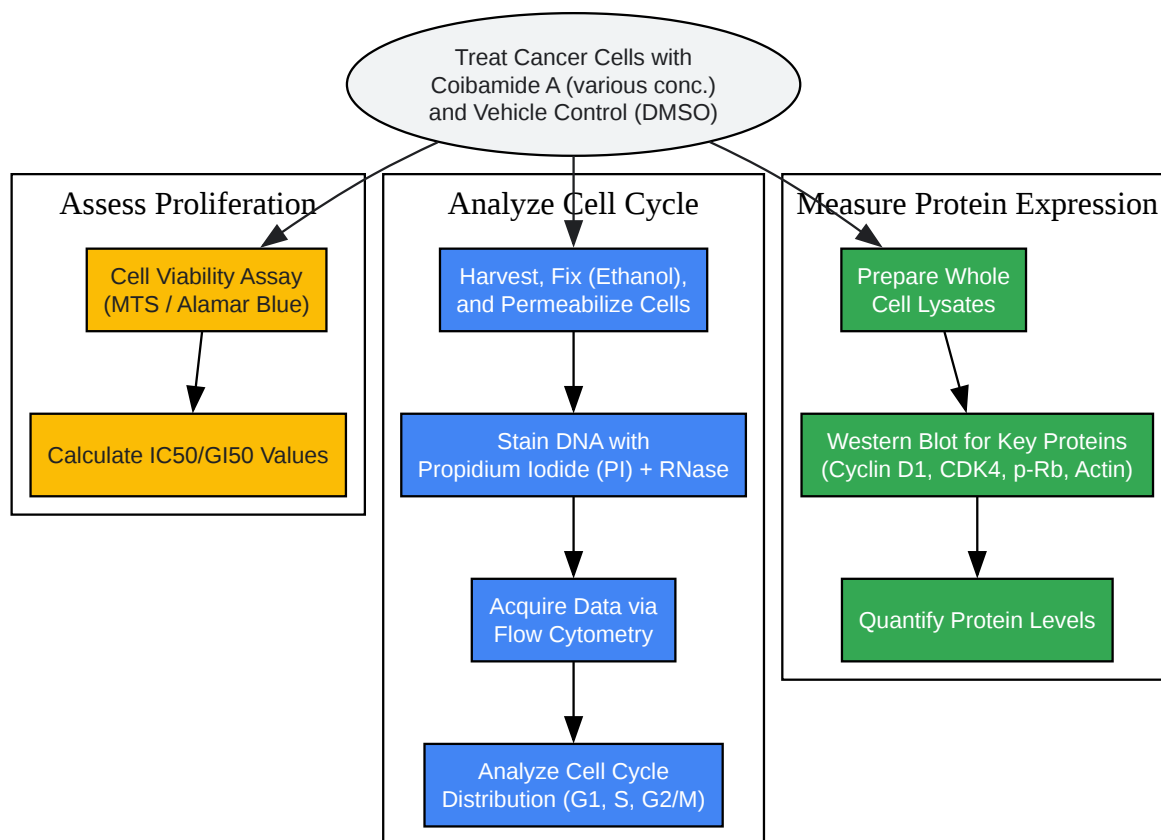 Treat Cancer Cells with
Coibamide A (various conc.)
and Vehicle Control (DMSO)
Assess Proliferation
Cell Viability Assay
(MTS / Alamar Blue)
Calculate IC50/GI50 Values
Analyze Cell Cycle
Harvest, Fix (Ethanol),
and Permeabilize Cells
Stain DNA with
Propidium Iodide (PI) + RNase
Acquire Data via
Flow Cytometry
Analyze Cell Cycle
Distribution (G1, S, G2/M)
Measure Protein Expression
Prepare Whole
Cell Lysates
Western Blot for Key Proteins
(Cyclin D1, CDK4, p-Rb, Actin)
Quantify Protein Levels